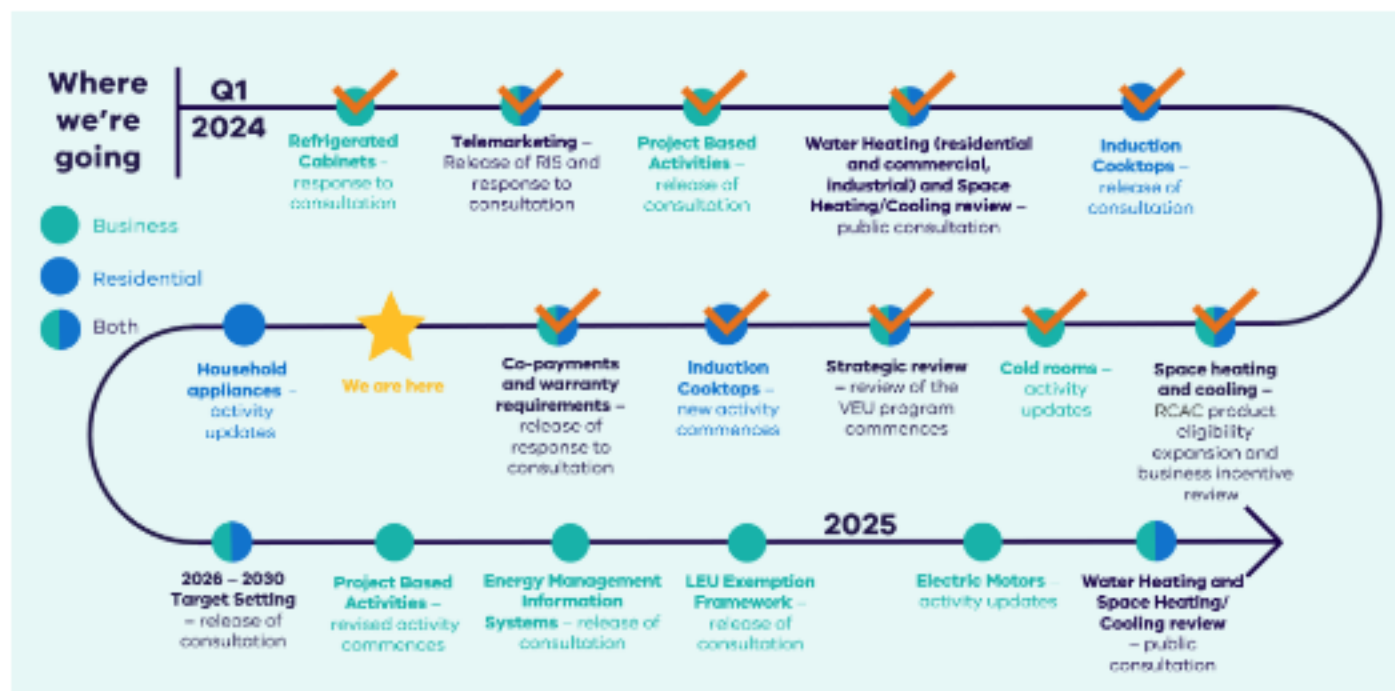 Where
we're
going
Q1
2024
Business
Residential
Both
Refrigerated
Cabinets –
response to
consultation
Telemarketing –
Release of RIS and
response to
consultation
Project Based
Activities –
release of
consultation
Water Heating (residential
and commercial,
industrial) and Space
Heating/Cooling review –
public consultation
Induction
Cooktops –
release of
consultation
Household
appliances –
activity
updates
We are here
Co-payments
and warranty
requirements –
release of
response to
consultation
Induction
Cooktops –
new activity
commences
Strategic review
– review of the
VEU program
commences
Cold rooms –
activity
updates
Space heating
and cooling –
RCAC product
eligibility
expansion and
business incentive
review
2026 – 2030
Target Setting
– release of
consultation
Project Based
Activities –
revised activity
commences
Energy Management
Information
Systems – release of
consultation
LEU Exemption
Framework –
release of
consultation
2025
Electric Motors –
activity updates
Water Heating and
Space Heating/
Cooling review
– public
consultation